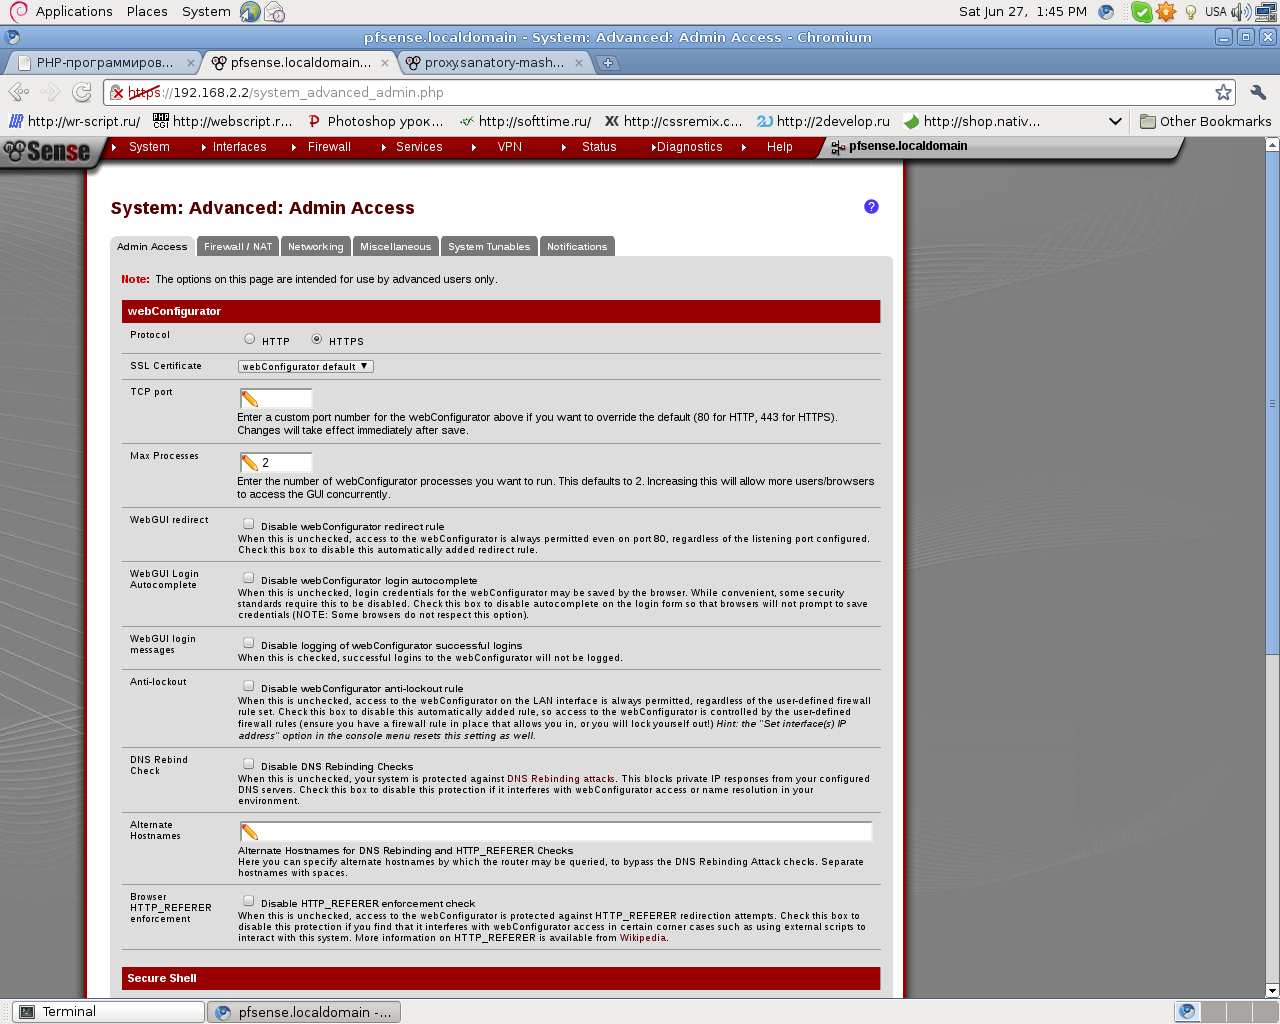 Applications Places System
Sat Jun 27, 1:45 PM
USA
pfsense.localdomain - System: Advanced: Admin Access - Chromium
PHP-программиров...
pfsense.localdomain...
proxy.sanatory-mash...
https://192.168.2.2/system_advanced_admin.php
http://wr-script.ru/
PHP CGI
http://webscript.r...
Photoshop урок...
http://softtime.ru/
http://cssremix.c...
http://2develop.ru
http://shop.nativ...
Other Bookmarks
Sense
System
Interfaces
Firewall
Services
VPN
Status
Diagnostics
Help
pfsense.localdomain
System: Advanced: Admin Access
?
Admin Access
Firewall / NAT
Networking
Miscellaneous
System Tunables
Notifications
Note: The options on this page are intended for use by advanced users only.
webConfigurator
Protocol
HTTP HTTPS
SSL Certificate
webConfigurator default
TCP port
Enter a custom port number for the webConfigurator above if you want to override the default (80 for HTTP, 443 for HTTPS).
Changes will take effect immediately after save.
Max Processes
2
Enter the number of webConfigurator processes you want to run. This defaults to 2. Increasing this will allow more users/browsers
to access the GUI concurrently.
WebGUI redirect
Disable webConfigurator redirect rule
When this is unchecked, access to the webConfigurator is always permitted even on port 80, regardless of the listening port configured.
Check this box to disable this automatically added redirect rule.
WebGUI Login
Autocomplete
Disable webConfigurator login autocomplete
When this is unchecked, login credentials for the webConfigurator may be saved by the browser. While convenient, some security
standards require this to be disabled. Check this box to disable autocomplete on the login form so that browsers will not prompt to save
credentials (NOTE: Some browsers do not respect this option).
WebGUI login
messages
Disable logging of webConfigurator successful logins
When this is checked, successful logins to the webConfigurator will not be logged.
Anti-lockout
Disable webConfigurator anti-lockout rule
When this is unchecked, access to the webConfigurator on the LAN interface is always permitted, regardless of the user-defined firewall
rule set. Check this box to disable this automatically added rule, so access to the webConfigurator is controlled by the user-defined
firewall rules (ensure you have a firewall rule in place that allows you in, or you will lock yourself out!) Hint: the "Set interface(s) IP
address" option in the console menu resets this setting as well.
DNS Rebind
Check
Disable DNS Rebinding Checks
When this is unchecked, your system is protected against DNS Rebinding attacks. This blocks private IP responses from your configured
DNS servers. Check this box to disable this protection if it interferes with webConfigurator access or name resolution in your
environment.
Alternate
Hostnames
Alternate Hostnames for DNS Rebinding and HTTP_REFERER Checks
Here you can specify alternate hostnames by which the router may be queried, to bypass the DNS Rebinding Attack checks. Separate
hostnames with spaces.
Browser
HTTP_REFERER
enforcement
Disable HTTP_REFERER enforcement check
When this is unchecked, access to the webConfigurator is protected against HTTP_REFERER redirection attempts. Check this box to
disable this protection if you find that it interferes with webConfigurator access in certain corner cases such as using external scripts to
interact with this system. More information on HTTP_REFERER is available from Wikipedia.
Secure Shell
Terminal
pfsense.localdomain -...